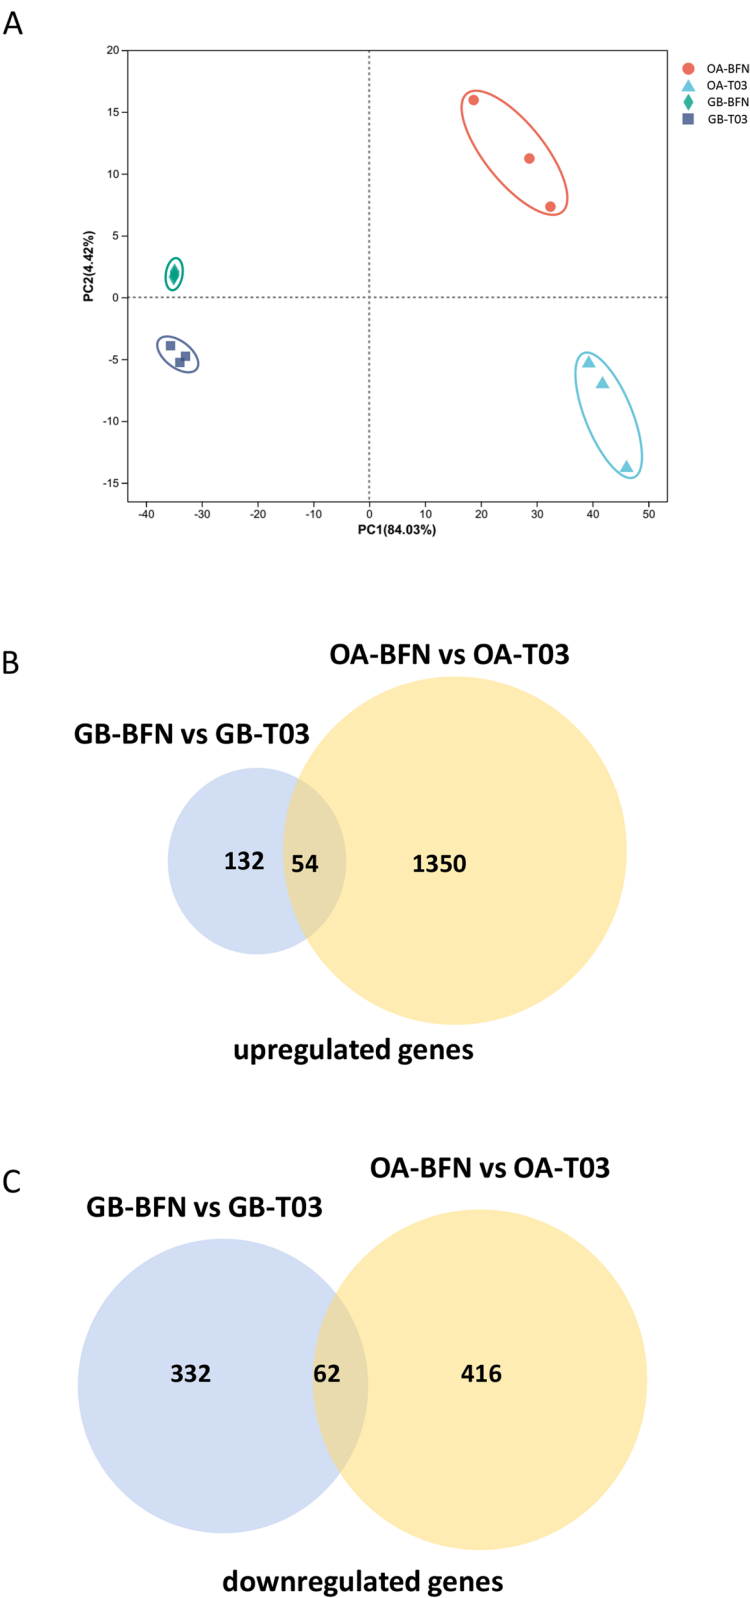 A
20
15
10
5
0
-5
-10
-15
PC2(4.42%)
-40 -30 -20 -10 0 10 20 30 40 50
PC1(84.03%)
OA-BFN
OA-T03
GB-BFN
GB-T03
B
OA-BFN vs OA-T03
GB-BFN vs GB-T03
132 54 1350
upregulated genes
C
OA-BFN vs OA-T03
GB-BFN vs GB-T03
332 62 416
downregulated genes